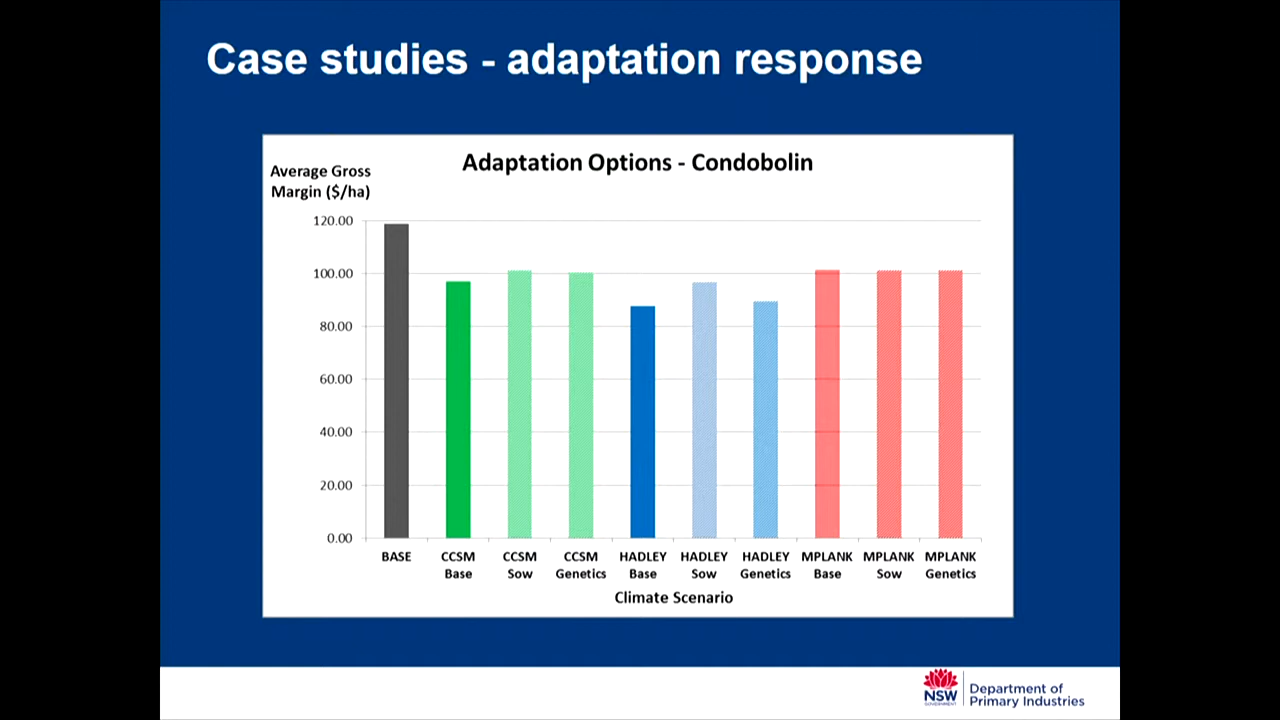 Case studies - adaptation response
Adaptation Options - Condobolin
Average Gross
Margin ($/ha)
120.00
100.00
80.00
60.00
40.00
20.00
0.00
BASE
CCSM
Base
CCSM
Sow
CCSM
Genetics
HADLEY
Base
HADLEY
Sow
HADLEY
Genetics
MPLANK
Base
MPLANK
Sow
MPLANK
Genetics
Climate Scenario
NSW
GOVERNMENT
Department of
Primary Industries